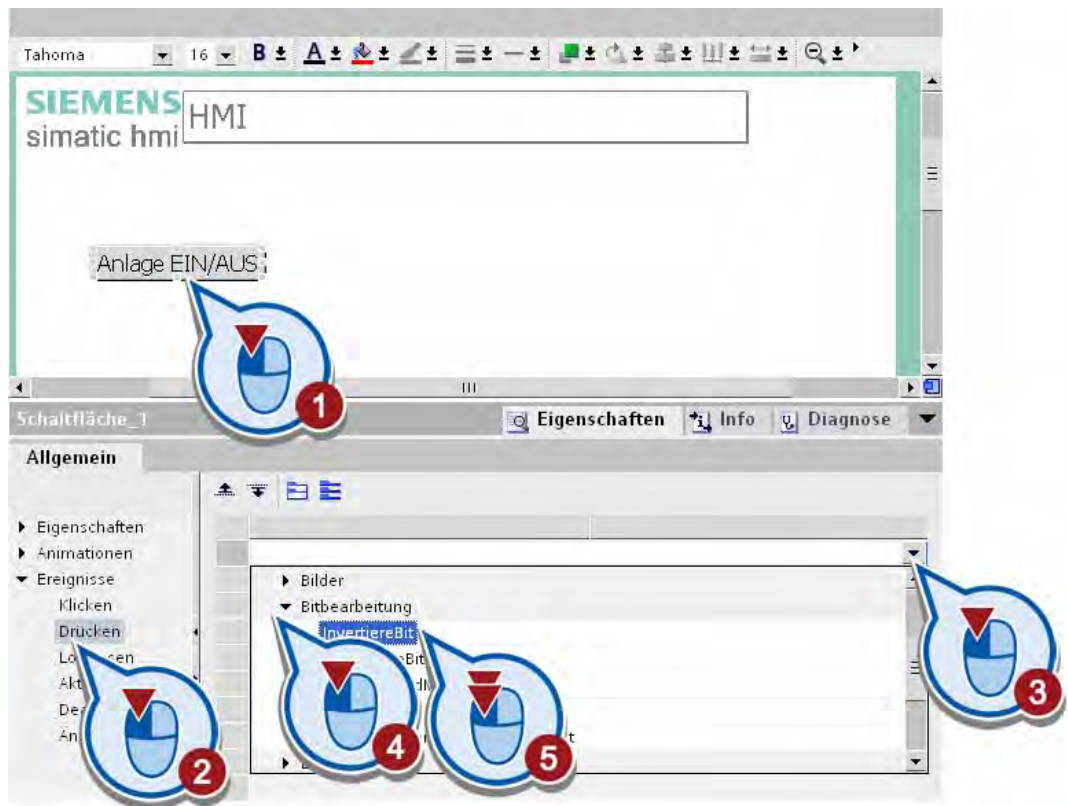 Tahoma 16 B A
SIEMENS
simatic hmi
HMI
Anlage EIN/AUS
1
Schaltfläche_1 Eigenschaften Info Diagnose
Allgemein
Eigenschaften
Animationen
Ereignisse
Klicken
Drücken
Bilder
Bitbearbeitung
InvertiereBit
2
3
4
5